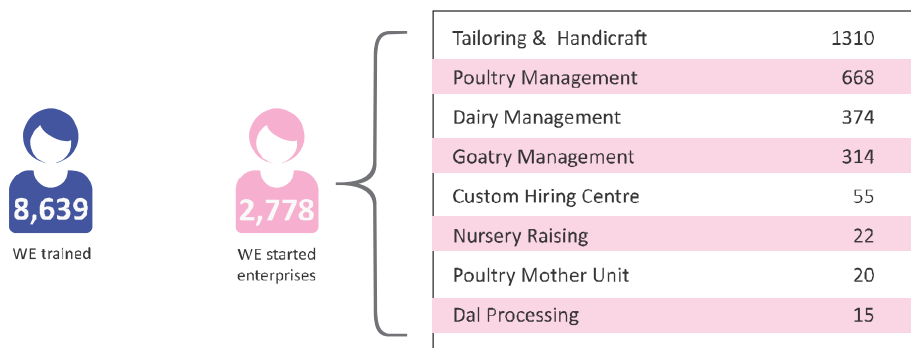 8,639
WE trained
2,778
WE started
enterprises
Tailoring & Handicraft 1310
Poultry Management 668
Dairy Management 374
Goatry Management 314
Custom Hiring Centre 55
Nursery Raising 22
Poultry Mother Unit 20
Dal Processing 15